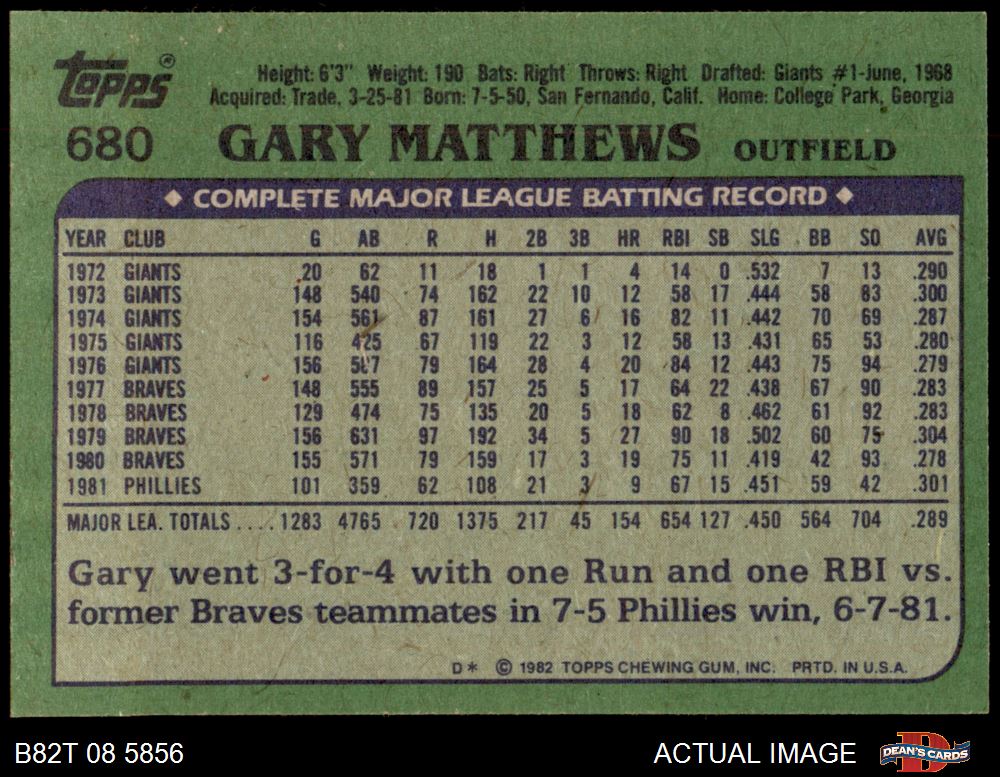 Topps®
Height: 6'3" Weight: 190 Bats: Right Throws: Right Drafted: Giants #1-June, 1968
Acquired: Trade, 3-25-81 Born: 7-5-50, San Fernando, Calif. Home: College Park, Georgia
680 GARY MATTHEWS OUTFIELD
◆ COMPLETE MAJOR LEAGUE BATTING RECORD ◆
YEAR CLUB G AB R H 2B 3B HR RBI SB SLG BB SO AVG
1972 GIANTS 20 62 11 18 1 1 4 14 0 .532 7 13 .290
1973 GIANTS 148 540 74 162 22 10 12 58 17 .444 58 83 .300
1974 GIANTS 154 561 87 161 27 6 16 82 11 .442 70 69 .287
1975 GIANTS 116 425 67 119 22 3 12 58 13 .431 65 53 .280
1976 GIANTS 156 587 79 164 28 4 20 84 12 .443 75 94 .279
1977 BRAVES 148 555 89 157 25 5 17 64 22 .438 67 90 .283
1978 BRAVES 129 474 75 135 20 5 18 62 8 .462 61 92 .283
1979 BRAVES 156 631 97 192 34 5 27 90 18 .502 60 75 .304
1980 BRAVES 155 571 79 159 17 3 19 75 11 .419 42 93 .278
1981 PHILLIES 101 359 62 108 21 3 9 67 15 .451 59 42 .301
MAJOR LEA. TOTALS .... 1283 4765 720 1375 217 45 154 654 127 .450 564 704 .289
Gary went 3-for-4 with one Run and one RBI vs.
former Braves teammates in 7-5 Phillies win, 6-7-81.
D* © 1982 TOPPS CHEWING GUM, INC. PRTD. IN U.S.A.
B82T 08 5856 ACTUAL IMAGE DEAN'S CARDS